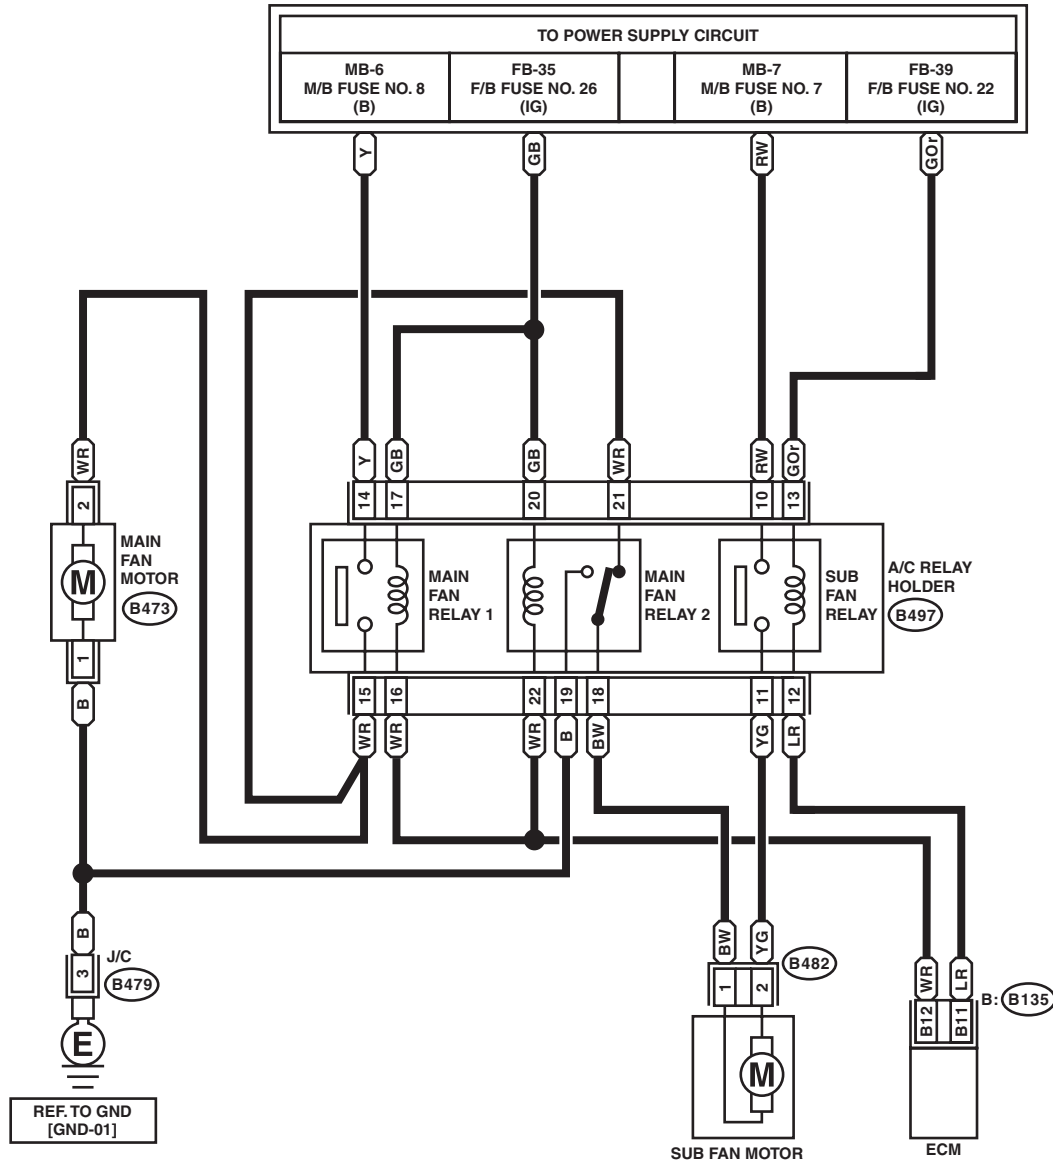 TO POWER SUPPLY CIRCUIT
MB-6
M/B FUSE NO. 8
(B)
FB-35
F/B FUSE NO. 26
(IG)
MB-7
M/B FUSE NO. 7
(B)
FB-39
F/B FUSE NO. 22
(IG)
Y
GB
RW
GOr
WR
Y
GB
GB
WR
RW
GOr
2
14
17
20
21
10
13
MAIN
FAN
MOTOR
B473
M
1
B
MAIN
FAN
RELAY 1
MAIN
FAN
RELAY 2
SUB
FAN
RELAY
A/C RELAY
HOLDER
B497
15
16
22
19
18
11
12
WR
WR
WR
B
BW
YG
LR
B
J/C
3
B479
E
REF. TO GND
[GND-01]
BW
YG
B482
1
2
M
SUB FAN MOTOR
WR
LR
B12
B11
B: B135
ECM